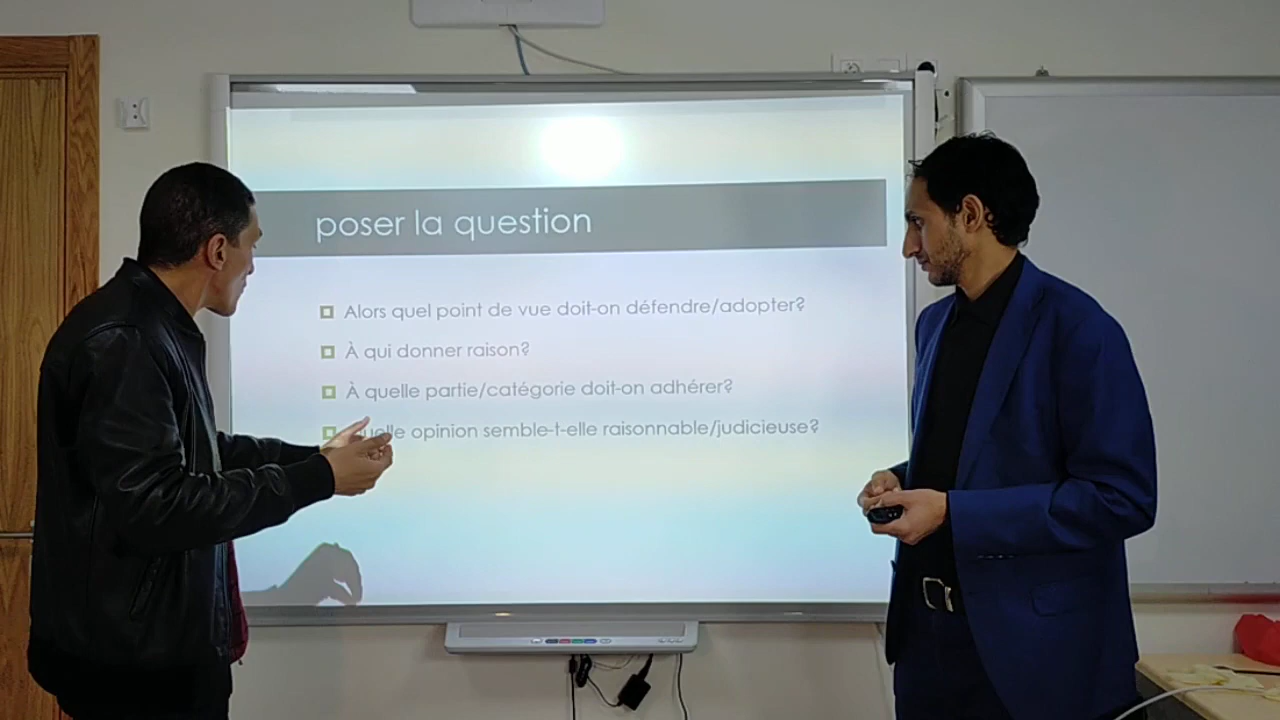 poser la question
Alors quel point de vue doit-on défendre/adopter?
À qui donner raison?
À quelle partie/catégorie doit-on adhérer?
opinion semble-t-elle raisonnable/judicieuse?